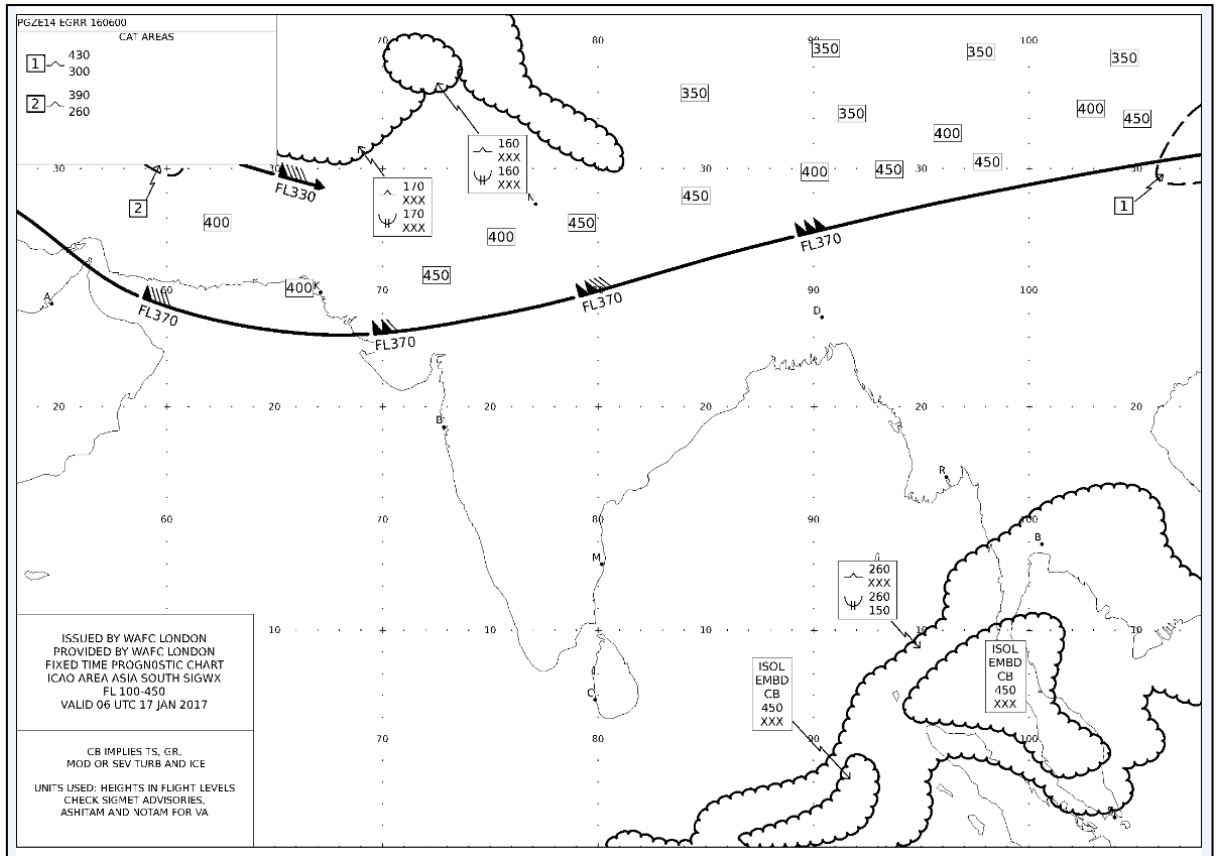 PGZE14 EGRR 160600
CAT AREAS
1 430
300
2 390
260
70
80
90
350
350
100
350
350
350
400
450
400
160
XXX
160
XXX
30
30
FL330
170
XXX
170
XXX
400
450
450
30
30
N
350
2
1
400
450
400
FL370
450
400
K
A
60
FL370
70
FL370
90
100
D
FL370
20
20
20
20
20
B
R
60
70
80
90
100
B
M
260
XXX
260
150
10
10
10
10
ISOL
EMBD
CB
450
XXX
ISOL
EMBD
CB
450
XXX
C
70
80
90
100
ISSUED BY WAFC LONDON
PROVIDED BY WAFC LONDON
FIXED TIME PROGNOSTIC CHART
ICAO AREA ASIA SOUTH SIGWX
FL 100-450
VALID 06 UTC 17 JAN 2017
CB IMPLIES TS, GR,
MOD OR SEV TURB AND ICE
UNITS USED: HEIGHTS IN FLIGHT LEVELS
CHECK SIGMET ADVISORIES,
ASHITAM AND NOTAM FOR VA